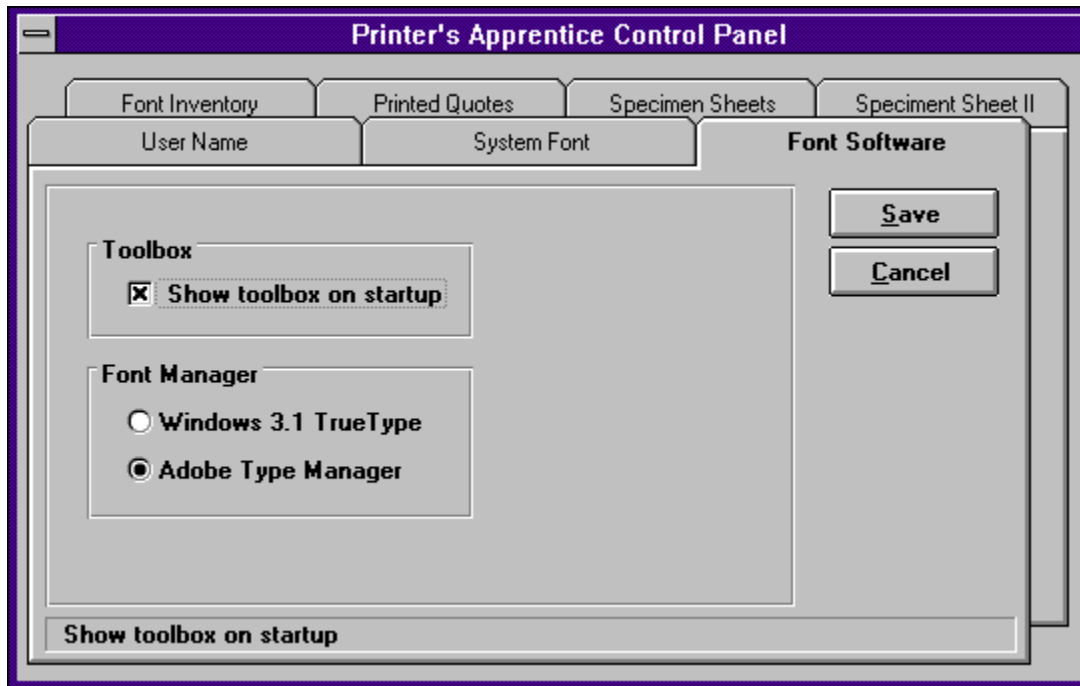 Printer's Apprentice Control Panel
Font Inventory Printed Quotes Specimen Sheets Speciment Sheet II
User Name System Font Font Software
Save
Toolbox
Show toolbox on startup
Cancel
Font Manager
Windows 3.1 TrueType
Adobe Type Manager
Show toolbox on startup